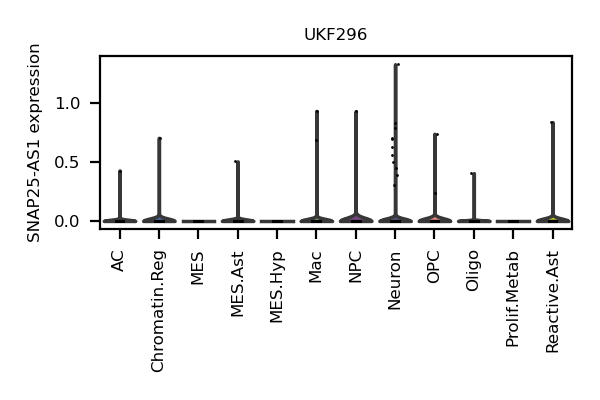 UKF296
SNAP25-AS1 expression
1.0
0.5
0.0
AC
Chromatin.Reg
MES
MES.Ast
MES.Hyp
Mac
NPC
Neuron
OPC
Oligo
Prolif.Metab
Reactive.Ast